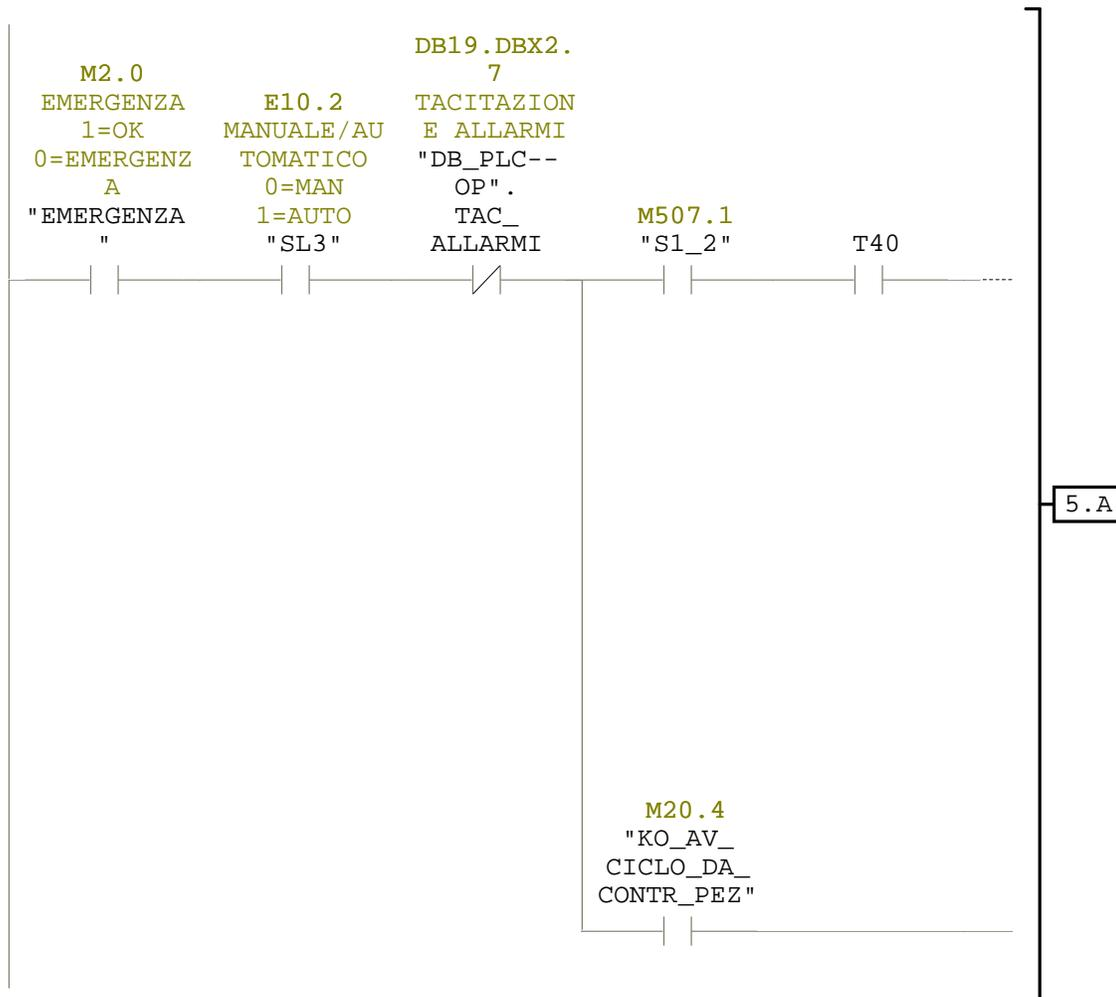 M2.0
EMERGENZA
1=OK
0=EMERGENZ
A
"EMERGENZA
"
E10.2
MANUALE/AU
TOMATICO
0=MAN
1=AUTO
"SL3"
DB19.DBX2.
7
TACITAZION
E ALLARMI
"DB_PLC--
OP".
TAC_
ALLARMI
M507.1
"S1_2"
T40
5.A
M20.4
"KO_AV_
CICLO_DA_
CONTR_PEZ"